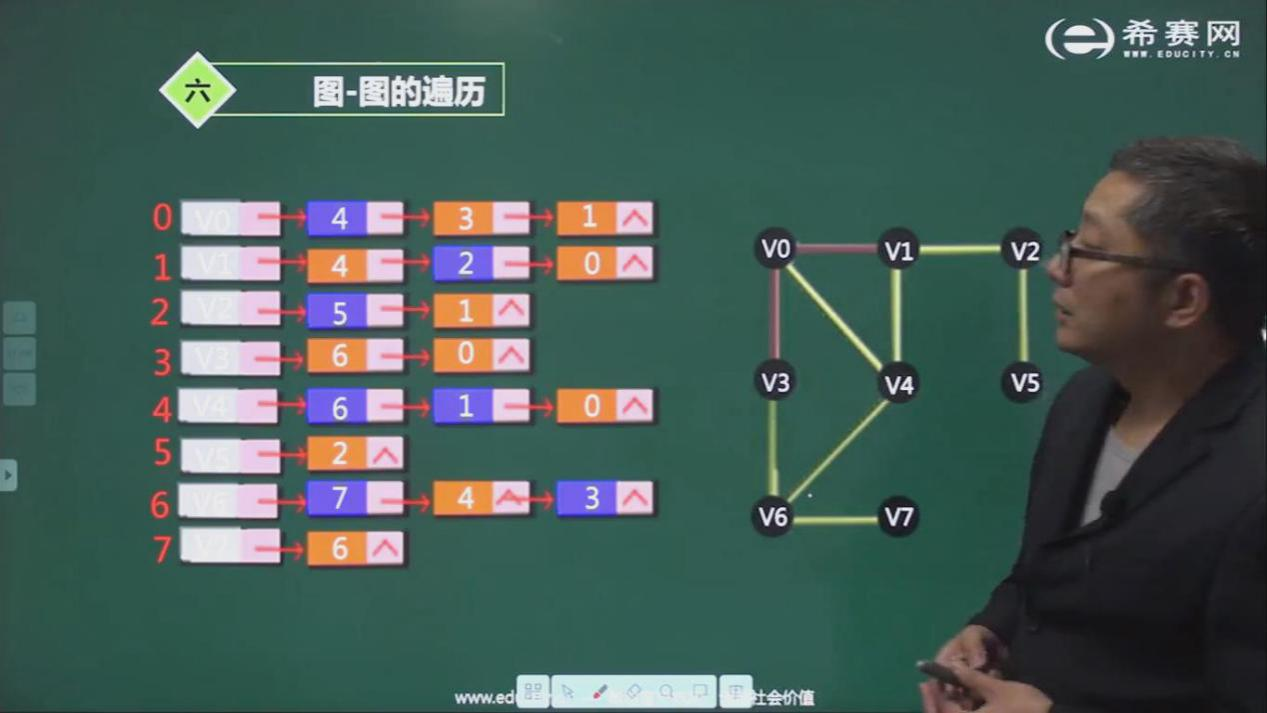 希赛网
WWW.EDUCITY.CN
六 图-图的遍历
0 V0 4 3 1 ^
1 V1 4 2 0 ^
2 V2 5 1 ^
3 V3 6 0 ^
4 V4 6 1 0 ^
5 V5 2 ^
6 V6 7 4 ^ 3 ^
7 V7 6 ^
V0 V1 V2
V3 V4 V5
V6 V7
社会价值